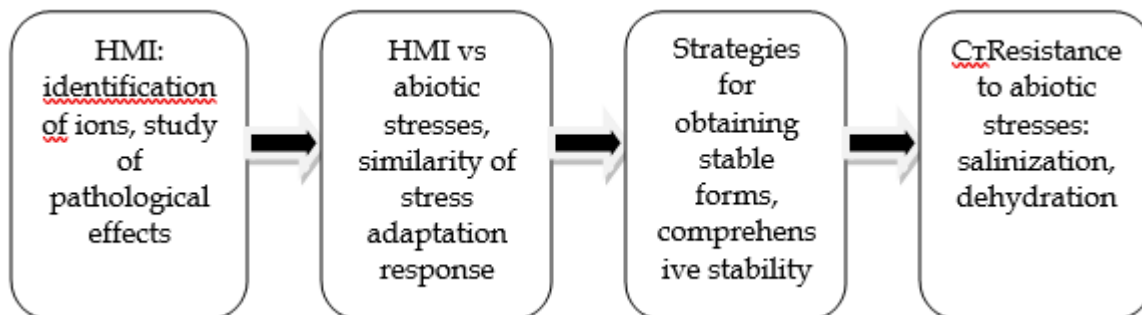 HMI:
identification
of ions, study
of
pathological
effects
HMI vs
abiotic
stresses,
similarity of
stress
adaptation
response
Strategies
for
obtaining
stable
forms,
comprehens
ive stability
СтResistance
to abiotic
stresses:
salinization,
dehydration